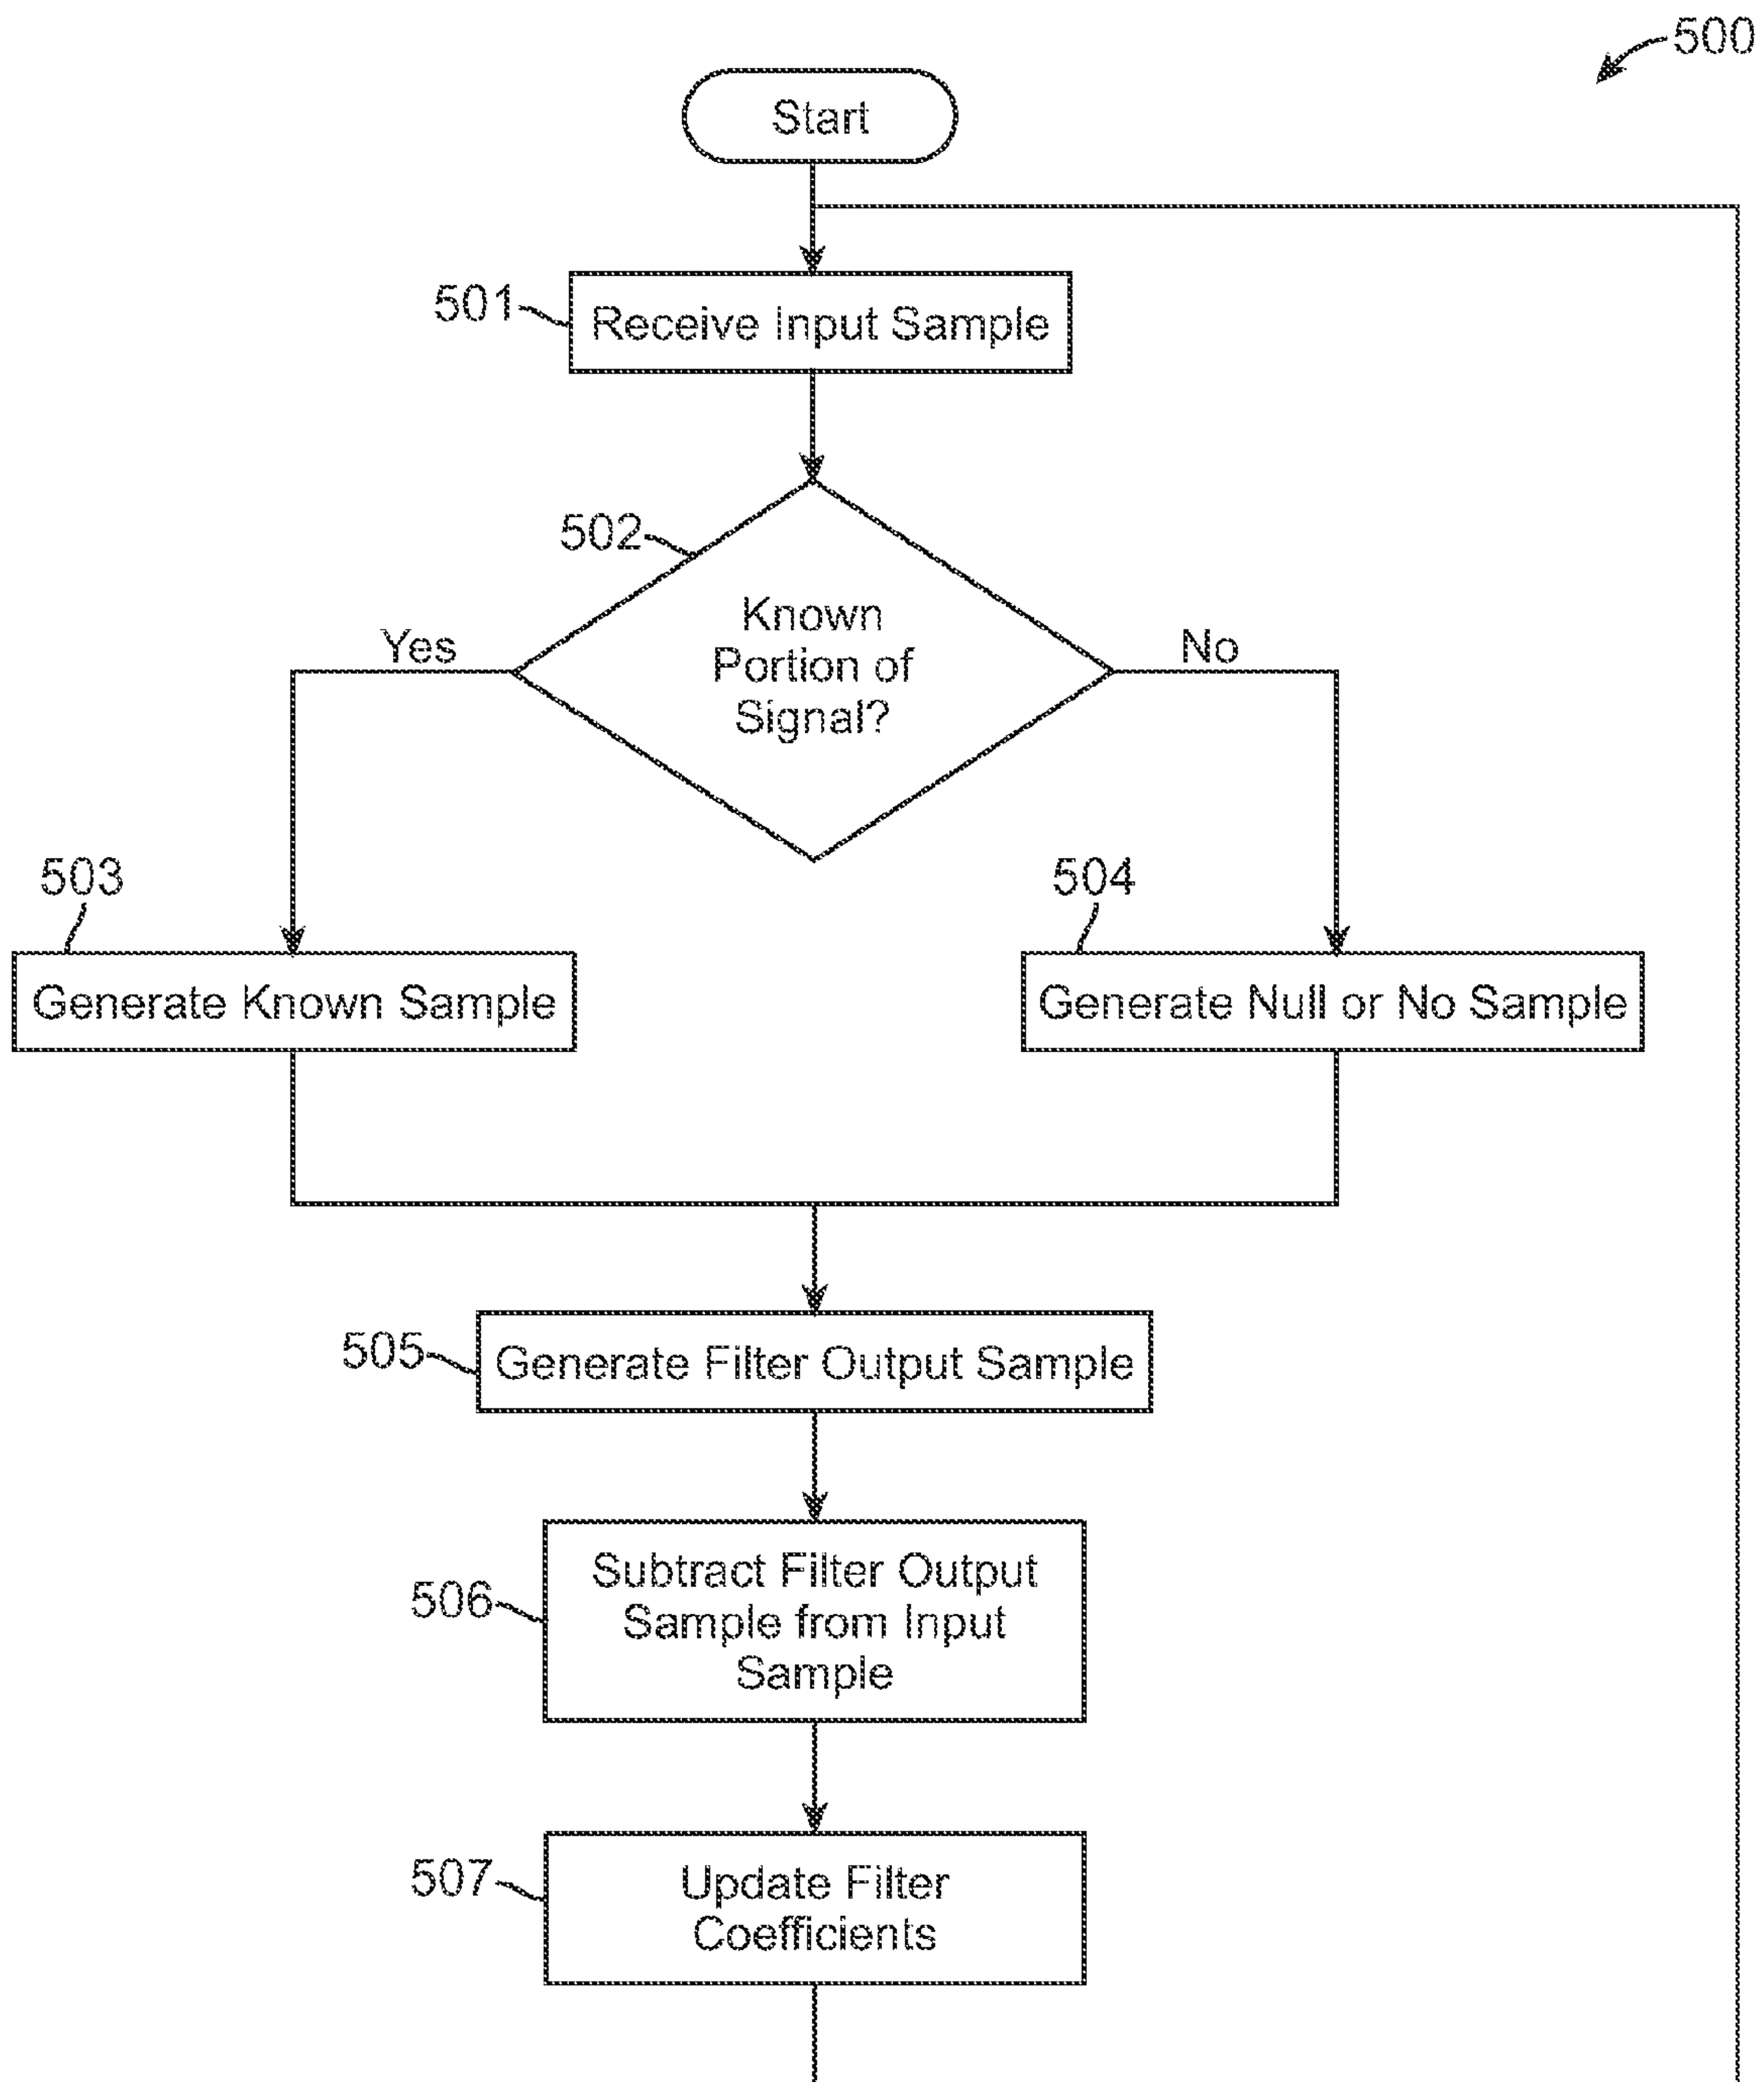 500
Start
501
Receive Input Sample
502
Known
Portion of
Signal?
Yes
No
503
504
Generate Known Sample
Generate Null or No Sample
505
Generate Filter Output Sample
506
Subtract Filter Output
Sample from Input
Sample
507
Update Filter
Coefficients